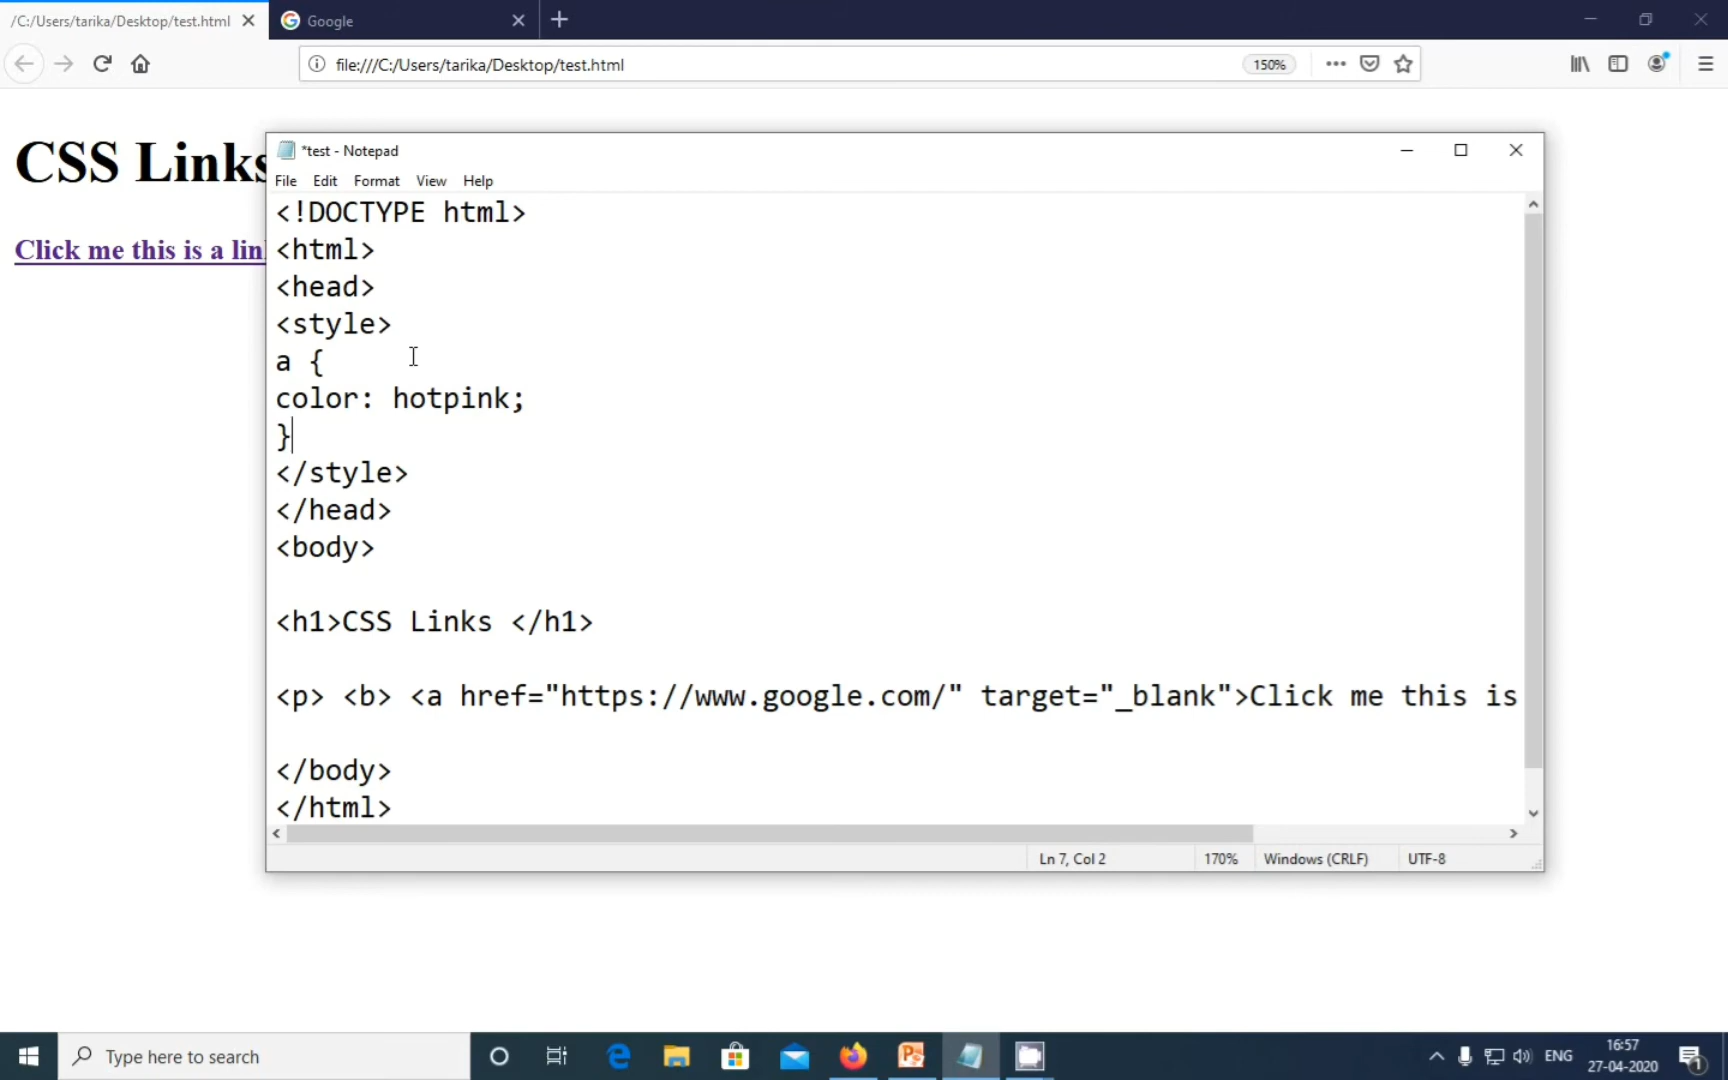 /C:/Users/tarika/Desktop/test.html
Google
file:///C:/Users/tarika/Desktop/test.html
150%
CSS Links
Click me this is a lin
*test - Notepad
File Edit Format View Help
<!DOCTYPE html>
<html>
<head>
<style>
a {
color: hotpink;
}
</style>
</head>
<body>
<h1>CSS Links </h1>
<p> <b> <a href="https://www.google.com/" target="_blank">Click me this is
</body>
</html>
Ln 7, Col 2
170%
Windows (CRLF)
UTF-8
Type here to search
ENG
16:57
27-04-2020
1